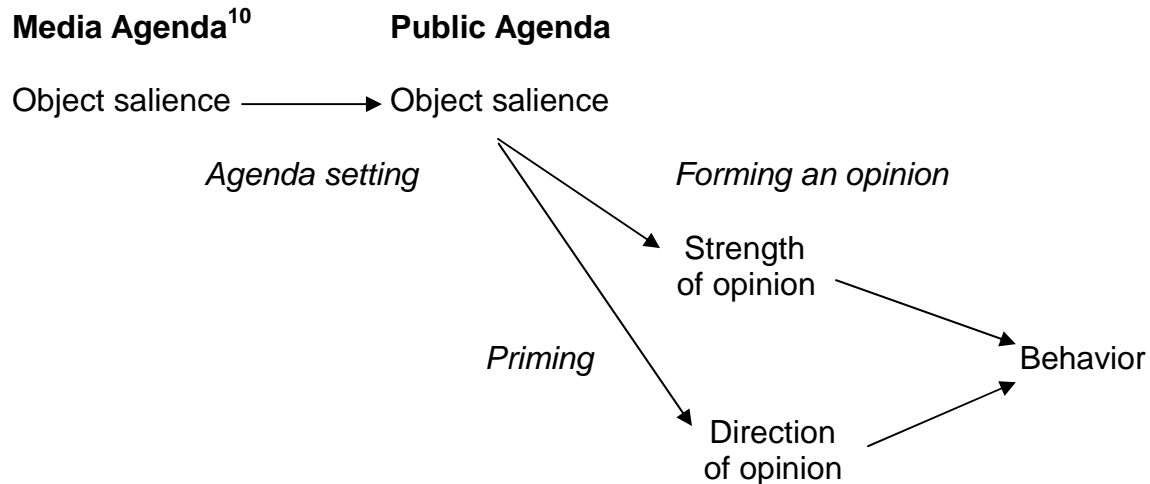 Media Agenda10 Public Agenda
Object salience Object salience
Agenda setting Forming an opinion
Strength
of opinion
Priming Behavior
Direction
of opinion